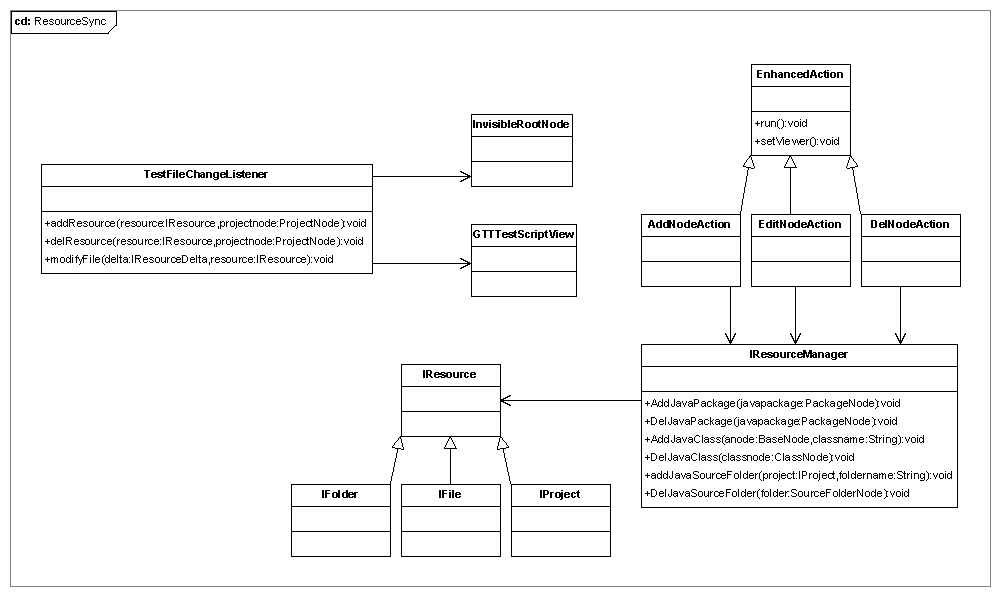 cd: ResourceSync
EnhancedAction
+run():void
+setViewer():void
InvisibleRootNode
TestFileChangeListener
+addResource(resource:IResource,projectnode:ProjectNode):void
+delResource(resource:IResource,projectnode:ProjectNode):void
+modifyFile(delta:IResourceDelta,resource:IResource):void
GTTTestScriptView
AddNodeAction
EditNodeAction
DelNodeAction
IResourceManager
+AddJavaPackage(javapackage:PackageNode):void
+DelJavaPackage(javapackage:PackageNode):void
+AddJavaClass(anode:BaseNode,classname:String):void
+DelJavaClass(classnode:ClassNode):void
+addJavaSourceFolder(project:IProject,foldername:String):void
+DelJavaSourceFolder(folder:SourceFolderNode):void
IResource
IFolder
IFile
IProject